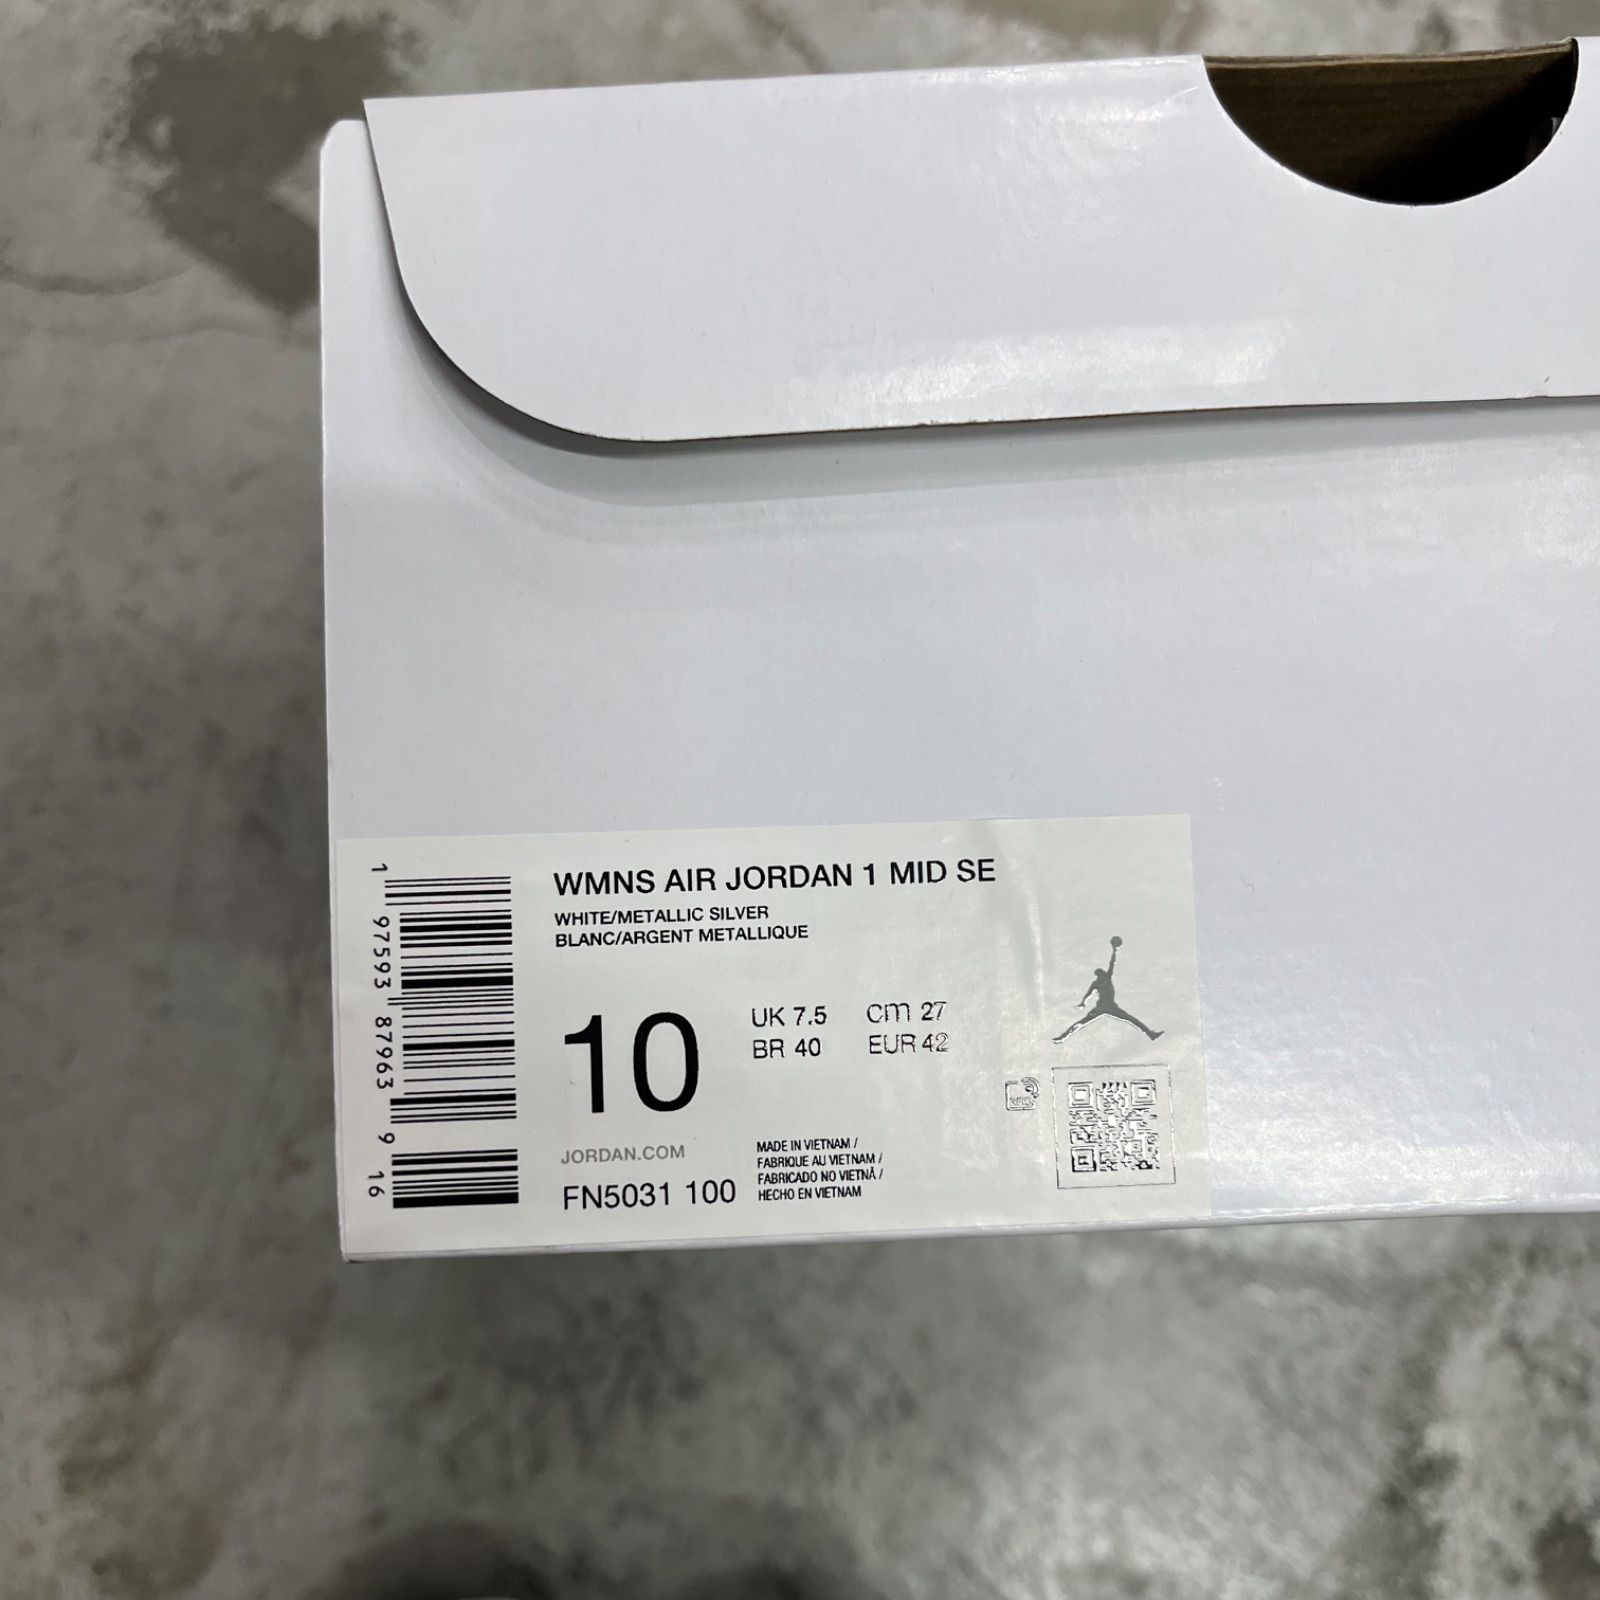 WMNS AIR JORDAN 1 MID SE
WHITE/METALLIC SILVER
BLANC/ARGENT METALLIQUE
10
UK 7.5
CM 27
BR 40
EUR 42
JORDAN.COM
FN5031 100
MADE IN VIETNAM /
FABRIQUE AU VIETNAM /
FABRICADO NO VIETNÃ /
HECHO EN VIETNAM
1 97593 87963 9 16